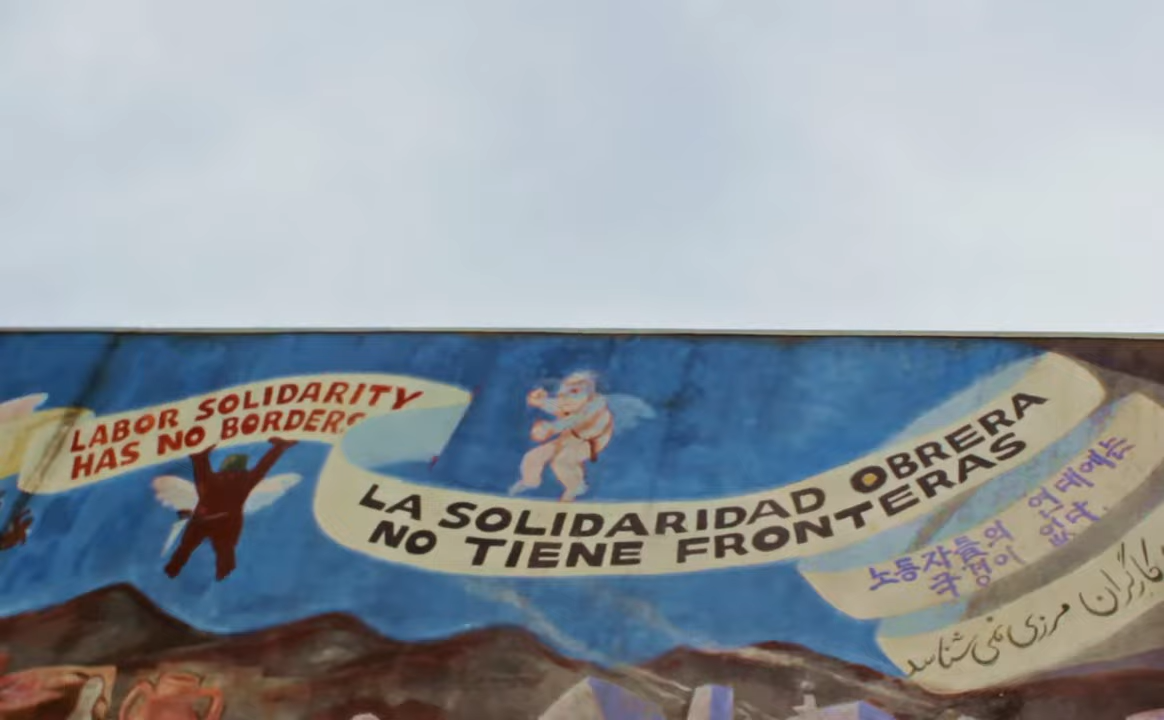 LABOR SOLIDARITY
HAS NO BORDERS
LA SOLIDARIDAD OBRERA
NO TIENE FRONTERAS
노동자들의 연대에는
국경이 없다
کارگران مرزی نمی شناسد